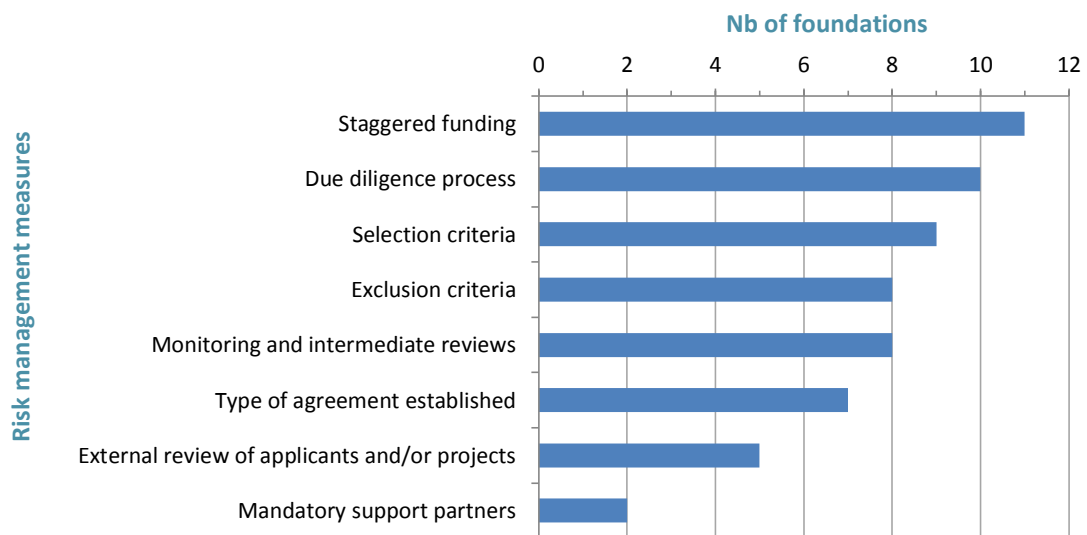 Nb of foundations
0 2 4 6 8 10 12
Risk management measures
Staggered funding
Due diligence process
Selection criteria
Exclusion criteria
Monitoring and intermediate reviews
Type of agreement established
External review of applicants and/or projects
Mandatory support partners